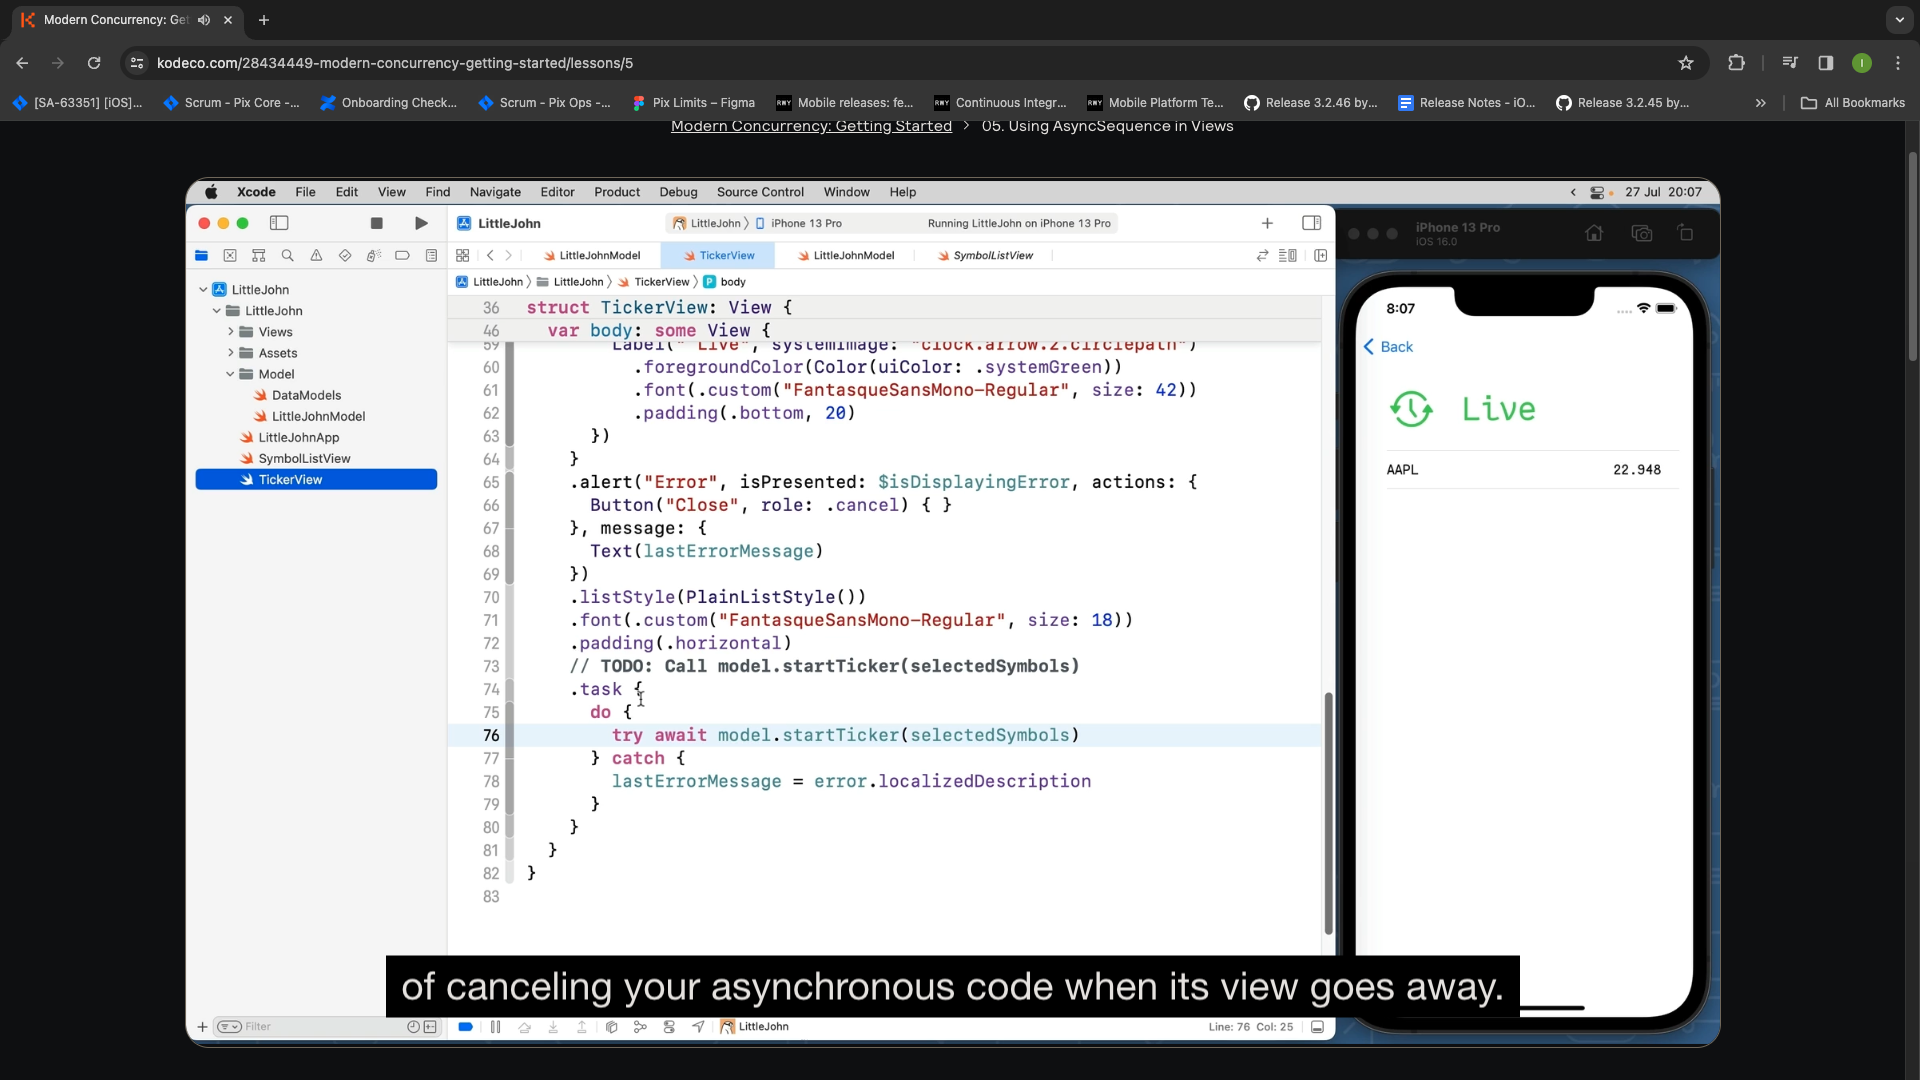 Modern Concurrency: Get
kodeco.com/28434449-modern-concurrency-getting-started/lessons/5
I
[SA-63351] [iOS]...
Scrum - Pix Core -...
Onboarding Check...
Scrum - Pix Ops -...
Pix Limits – Figma
RWY Mobile releases: fe...
RWY Continuous Integr...
RWY Mobile Platform Te...
Release 3.2.46 by...
Release Notes - iO...
Release 3.2.45 by...
»
All Bookmarks
Modern Concurrency: Getting Started > 05. Using AsyncSequence in Views
Xcode File Edit View Find Navigate Editor Product Debug Source Control Window Help
27 Jul 20:07
LittleJohn
LittleJohn 〉 iPhone 13 Pro
Running LittleJohn on iPhone 13 Pro
LittleJohnModel
TickerView
LittleJohnModel
SymbolListView
LittleJohn 〉 LittleJohn 〉 TickerView 〉 P body
LittleJohn
LittleJohn
Views
Assets
Model
DataModels
LittleJohnModel
LittleJohnApp
SymbolListView
TickerView
36 struct TickerView: View {
46 var body: some View {
59 Label(" Live", systemImage: "clock.arrow.2.circlepath")
60 .foregroundColor(Color(uiColor: .systemGreen))
61 .font(.custom("FantasqueSansMono-Regular", size: 42))
62 .padding(.bottom, 20)
63 })
64 }
65 .alert("Error", isPresented: $isDisplayingError, actions: {
66 Button("Close", role: .cancel) { }
67 }, message: {
68 Text(lastErrorMessage)
69 })
70 .listStyle(PlainListStyle())
71 .font(.custom("FantasqueSansMono-Regular", size: 18))
72 .padding(.horizontal)
73 // TODO: Call model.startTicker(selectedSymbols)
74 .task {
75 do {
76 try await model.startTicker(selectedSymbols)
77 } catch {
78 lastErrorMessage = error.localizedDescription
79 }
80 }
81 }
82 }
83
iPhone 13 Pro
iOS 16.0
8:07
Back
Live
AAPL 22.948
of canceling your asynchronous code when its view goes away.
Filter
LittleJohn
Line: 76 Col: 25